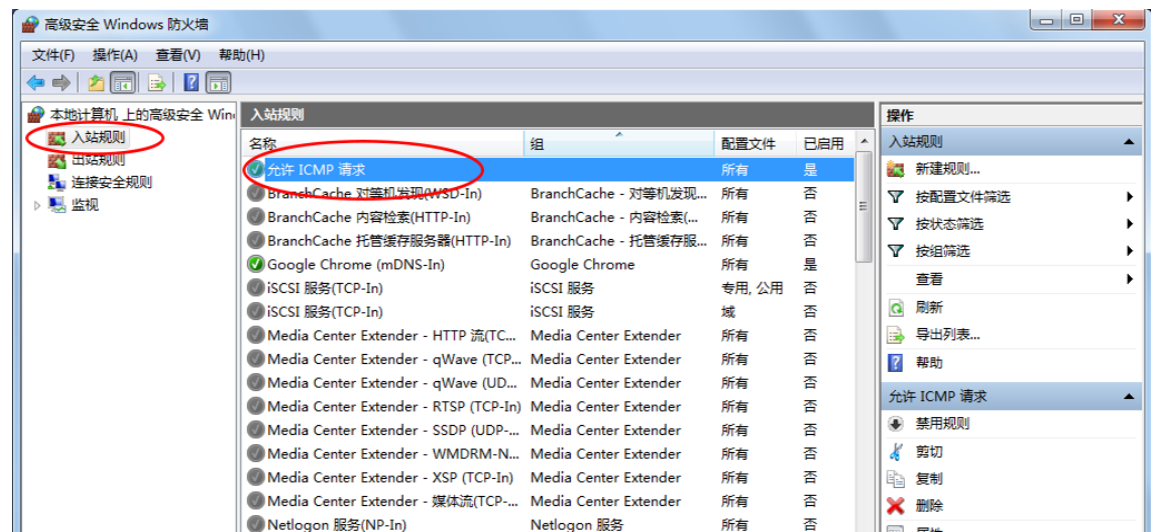 高级安全 Windows 防火墙
文件(F) 操作(A) 查看(V) 帮助(H)
本地计算机 上的高级安全 Win
入站规则
出站规则
连接安全规则
监视
入站规则
名称 组 配置文件 已启用
允许 ICMP 请求 所有 是
BranchCache 对等机发现(WSD-In) BranchCache - 对等机发现... 所有 否
BranchCache 内容检索(HTTP-In) BranchCache - 内容检索(... 所有 否
BranchCache 托管缓存服务器(HTTP-In) BranchCache - 托管缓存服... 所有 否
Google Chrome (mDNS-In) Google Chrome 所有 是
iSCSI 服务(TCP-In) iSCSI 服务 专用, 公用 否
iSCSI 服务(TCP-In) iSCSI 服务 域 否
Media Center Extender - HTTP 流(TC... Media Center Extender 所有 否
Media Center Extender - qWave (TCP... Media Center Extender 所有 否
Media Center Extender - qWave (UD... Media Center Extender 所有 否
Media Center Extender - RTSP (TCP-In) Media Center Extender 所有 否
Media Center Extender - SSDP (UDP-... Media Center Extender 所有 否
Media Center Extender - WMDRM-N... Media Center Extender 所有 否
Media Center Extender - XSP (TCP-In) Media Center Extender 所有 否
Media Center Extender - 媒体流(TCP-... Media Center Extender 所有 否
Netlogon 服务(NP-In) Netlogon 服务 所有 否
操作
入站规则
新建规则...
按配置文件筛选
按状态筛选
按组筛选
查看
刷新
导出列表...
帮助
允许 ICMP 请求
禁用规则
剪切
复制
删除